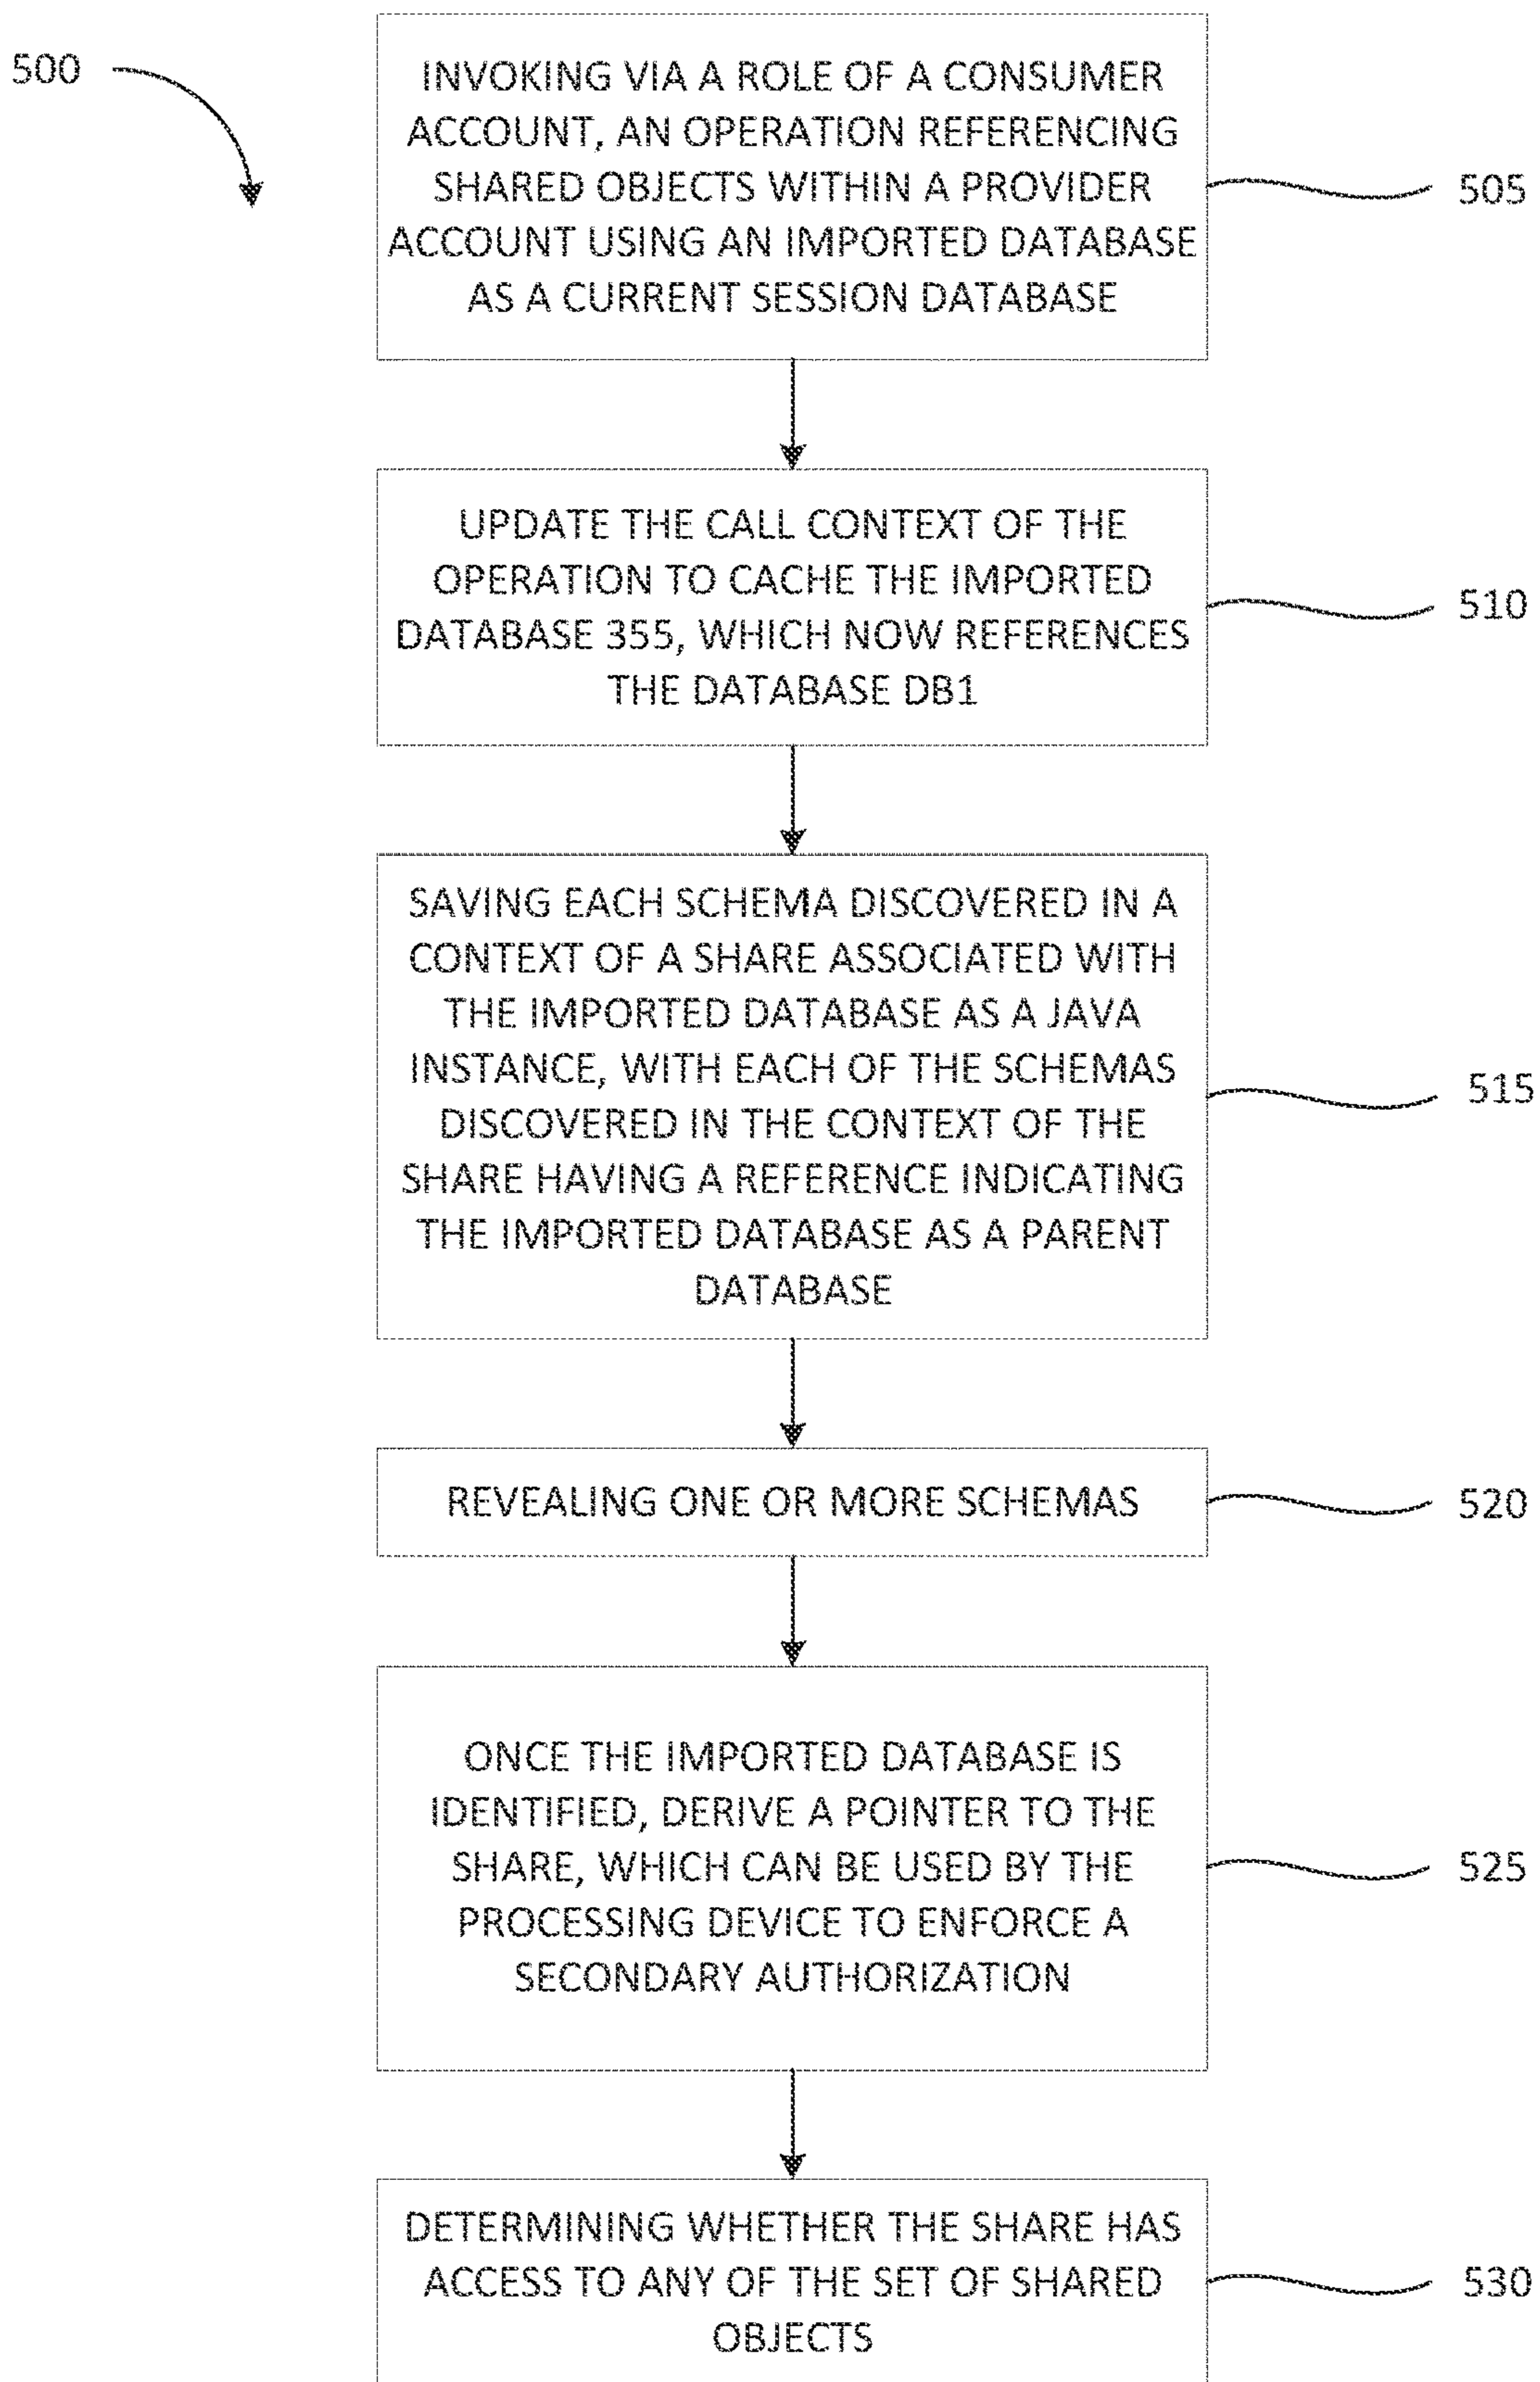 500
INVOKING VIA A ROLE OF A CONSUMER
ACCOUNT, AN OPERATION REFERENCING
SHARED OBJECTS WITHIN A PROVIDER
ACCOUNT USING AN IMPORTED DATABASE
AS A CURRENT SESSION DATABASE
505
UPDATE THE CALL CONTEXT OF THE
OPERATION TO CACHE THE IMPORTED
DATABASE 355, WHICH NOW REFERENCES
THE DATABASE DB1
510
SAVING EACH SCHEMA DISCOVERED IN A
CONTEXT OF A SHARE ASSOCIATED WITH
THE IMPORTED DATABASE AS A JAVA
INSTANCE, WITH EACH OF THE SCHEMAS
DISCOVERED IN THE CONTEXT OF THE
SHARE HAVING A REFERENCE INDICATING
THE IMPORTED DATABASE AS A PARENT
DATABASE
515
REVEALING ONE OR MORE SCHEMAS
520
ONCE THE IMPORTED DATABASE IS
IDENTIFIED, DERIVE A POINTER TO THE
SHARE, WHICH CAN BE USED BY THE
PROCESSING DEVICE TO ENFORCE A
SECONDARY AUTHORIZATION
525
DETERMINING WHETHER THE SHARE HAS
ACCESS TO ANY OF THE SET OF SHARED
OBJECTS
530